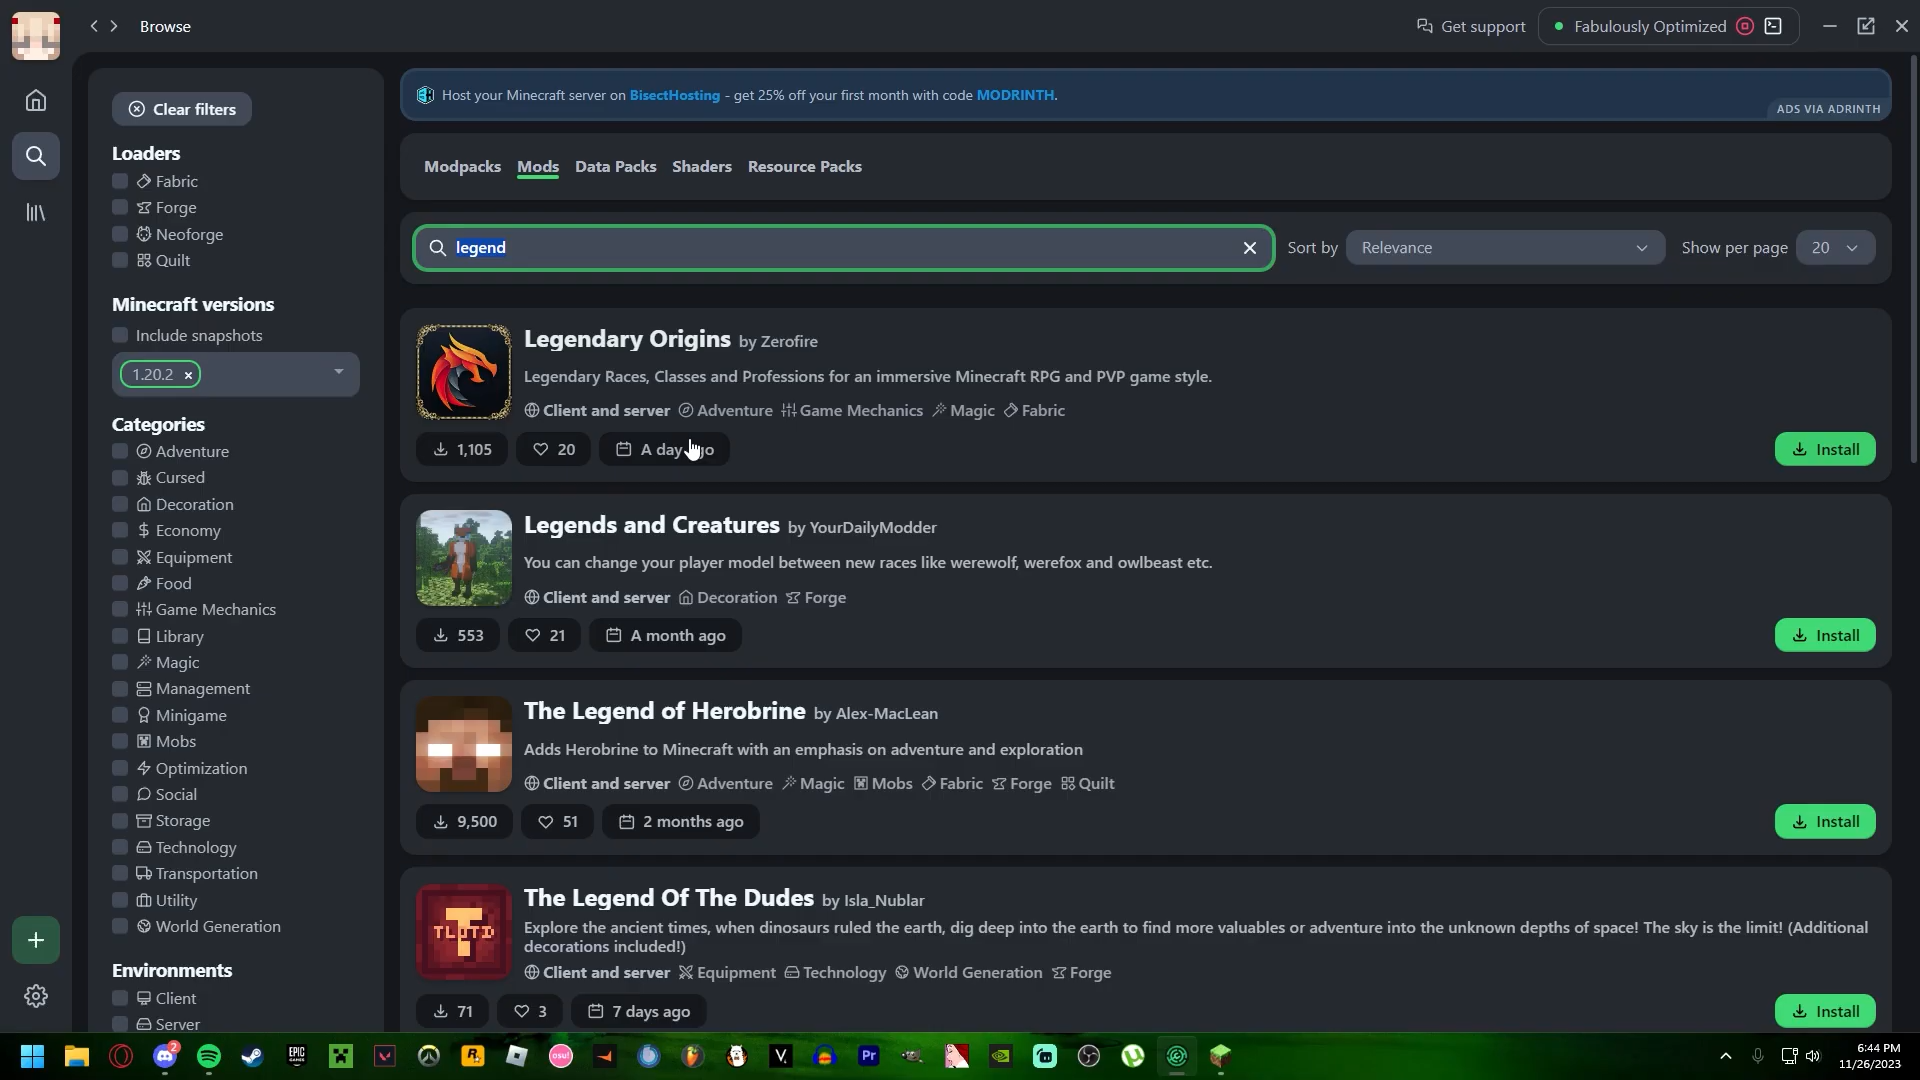 Browse
Get support
Fabulously Optimized
Clear filters
Loaders
Fabric
Forge
Neoforge
Quilt
Minecraft versions
Include snapshots
1.20.2 ×
Categories
Adventure
Cursed
Decoration
Economy
Equipment
Food
Game Mechanics
Library
Magic
Management
Minigame
Mobs
Optimization
Social
Storage
Technology
Transportation
Utility
World Generation
Environments
Client
Server
Host your Minecraft server on BisectHosting - get 25% off your first month with code MODRINTH.
ADS VIA ADRINTH
Modpacks Mods Data Packs Shaders Resource Packs
legend
Sort by Relevance Show per page 20
Legendary Origins by Zerofire
Legendary Races, Classes and Professions for an immersive Minecraft RPG and PVP game style.
Client and server Adventure Game Mechanics Magic Fabric
1,105 20 A day ago Install
Legends and Creatures by YourDailyModder
You can change your player model between new races like werewolf, werefox and owlbeast etc.
Client and server Decoration Forge
553 21 A month ago Install
The Legend of Herobrine by Alex-MacLean
Adds Herobrine to Minecraft with an emphasis on adventure and exploration
Client and server Adventure Magic Mobs Fabric Forge Quilt
9,500 51 2 months ago Install
TLOTD
The Legend Of The Dudes by Isla_Nublar
Explore the ancient times, when dinosaurs ruled the earth, dig deep into the earth to find more valuables or adventure into the unknown depths of space! The sky is the limit! (Additional
decorations included!)
Client and server Equipment Technology World Generation Forge
71 3 7 days ago Install
2
EPIC GAMES
R
osu!
V.
Pr
6:44 PM
11/26/2023